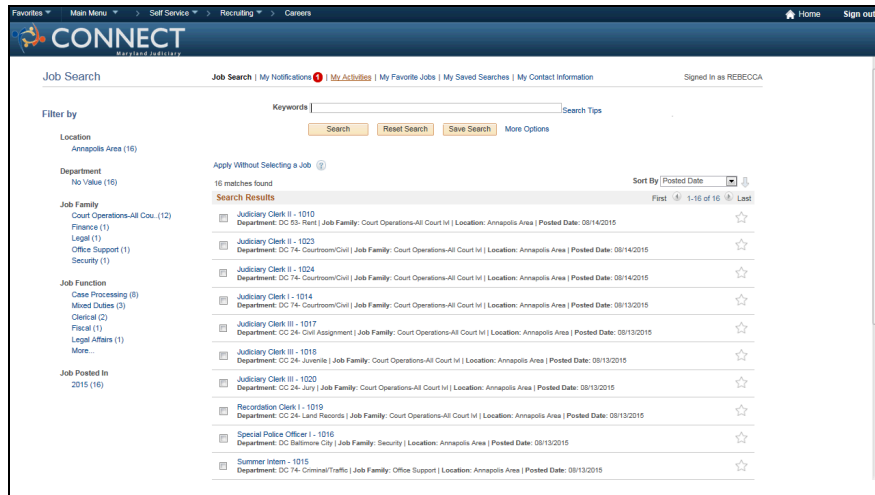 Favorites Main Menu > Self Service > Recruiting > Careers Home Sign out
CONNECT
Maryland Judiciary
Job Search Job Search | My Notifications 1 | My Activities | My Favorite Jobs | My Saved Searches | My Contact Information Signed In as REBECCA
Keywords Search Tips
Filter by
Search Reset Search Save Search More Options
Location
Annapolis Area (16)
Department
No Value (16)
Job Family
Court Operations-All Cou..(12)
Finance (1)
Legal (1)
Office Support (1)
Security (1)
Job Function
Case Processing (8)
Mixed Duties (3)
Clerical (2)
Fiscal (1)
Legal Affairs (1)
More...
Job Posted In
2015 (16)
Apply Without Selecting a Job ?
16 matches found Sort By Posted Date
Search Results First 1-16 of 16 Last
Judiciary Clerk II - 1010
Department: DC 53- Rent | Job Family: Court Operations-All Court lvl | Location: Annapolis Area | Posted Date: 08/14/2015
Judiciary Clerk II - 1023
Department: DC 74- Courtroom/Civil | Job Family: Court Operations-All Court lvl | Location: Annapolis Area | Posted Date: 08/14/2015
Judiciary Clerk II - 1024
Department: DC 74- Courtroom/Civil | Job Family: Court Operations-All Court lvl | Location: Annapolis Area | Posted Date: 08/14/2015
Judiciary Clerk I - 1014
Department: DC 74- Courtroom/Civil | Job Family: Court Operations-All Court lvl | Location: Annapolis Area | Posted Date: 08/13/2015
Judiciary Clerk III - 1017
Department: CC 24- Civil Assignment | Job Family: Court Operations-All Court lvl | Location: Annapolis Area | Posted Date: 08/13/2015
Judiciary Clerk III - 1018
Department: CC 24- Juvenile | Job Family: Court Operations-All Court lvl | Location: Annapolis Area | Posted Date: 08/13/2015
Judiciary Clerk III - 1020
Department: CC 24- Jury | Job Family: Court Operations-All Court lvl | Location: Annapolis Area | Posted Date: 08/13/2015
Recordation Clerk I - 1019
Department: CC 24- Land Records | Job Family: Court Operations-All Court lvl | Location: Annapolis Area | Posted Date: 08/13/2015
Special Police Officer I - 1016
Department: DC Baltimore City | Job Family: Security | Location: Annapolis Area | Posted Date: 08/13/2015
Summer Intern - 1015
Department: DC 74- Criminal/Traffic | Job Family: Office Support | Location: Annapolis Area | Posted Date: 08/13/2015